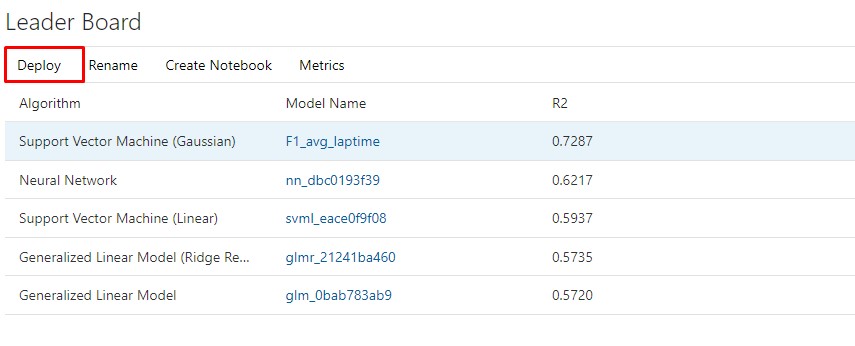 Leader Board
Deploy Rename Create Notebook Metrics
Algorithm Model Name R2
Support Vector Machine (Gaussian) F1_avg_laptime 0.7287
Neural Network nn_dbc0193f39 0.6217
Support Vector Machine (Linear) svml_eace0f9f08 0.5937
Generalized Linear Model (Ridge Re... glmr_21241ba460 0.5735
Generalized Linear Model glm_0bab783ab9 0.5720